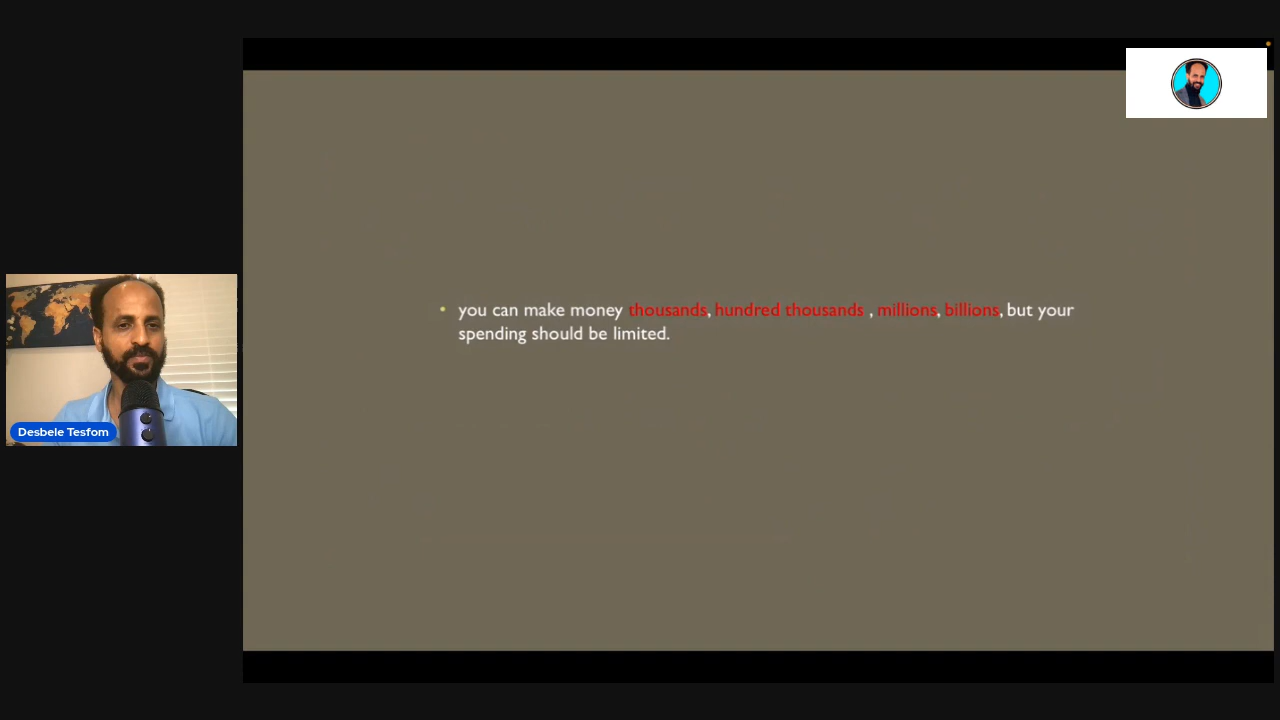 you can make money thousands, hundred thousands , millions, billions, but your
spending should be limited.
Desbele Tesfom